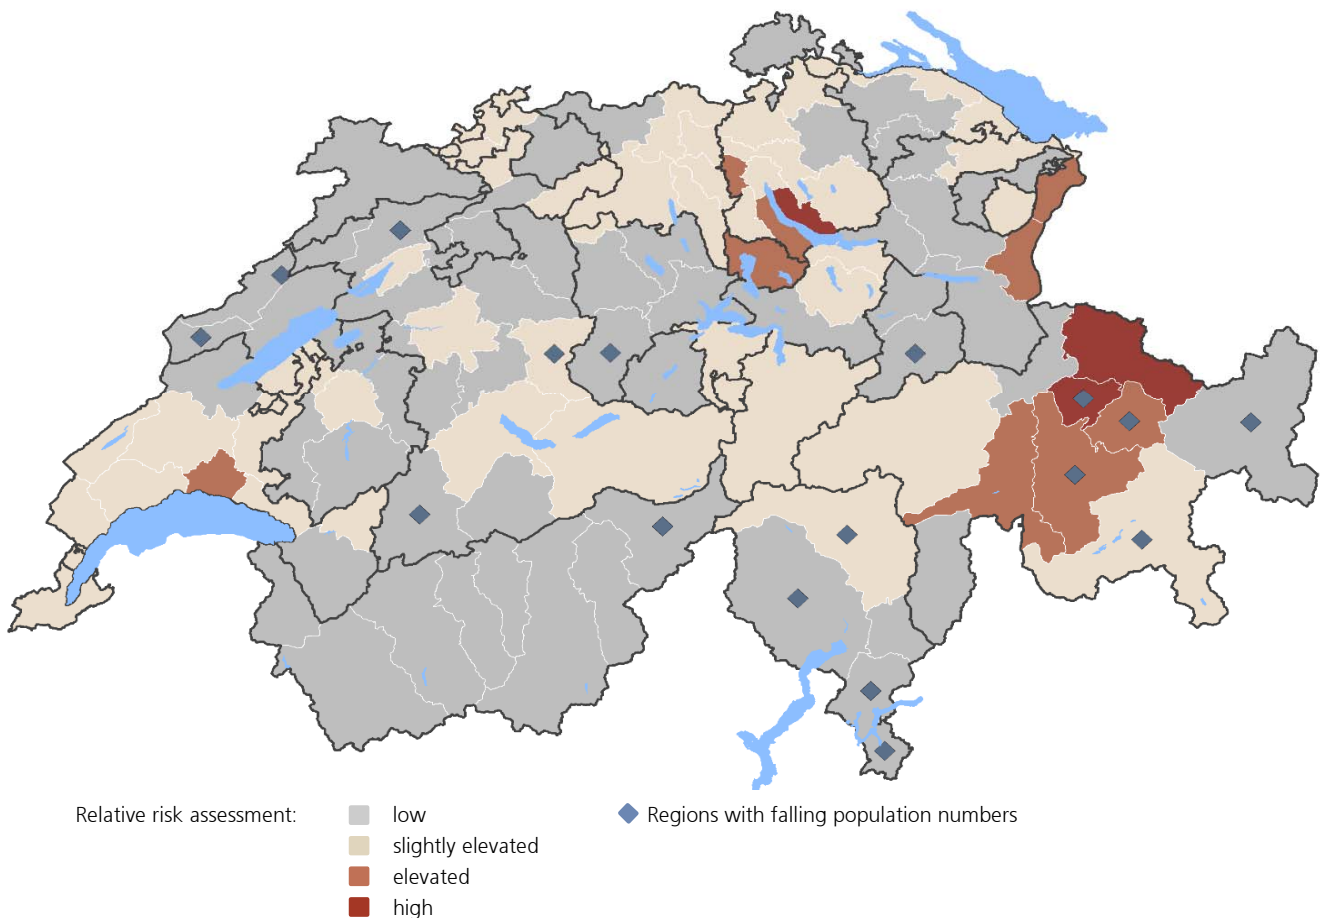 Relative risk assessment:
low
Regions with falling population numbers
slightly elevated
elevated
high